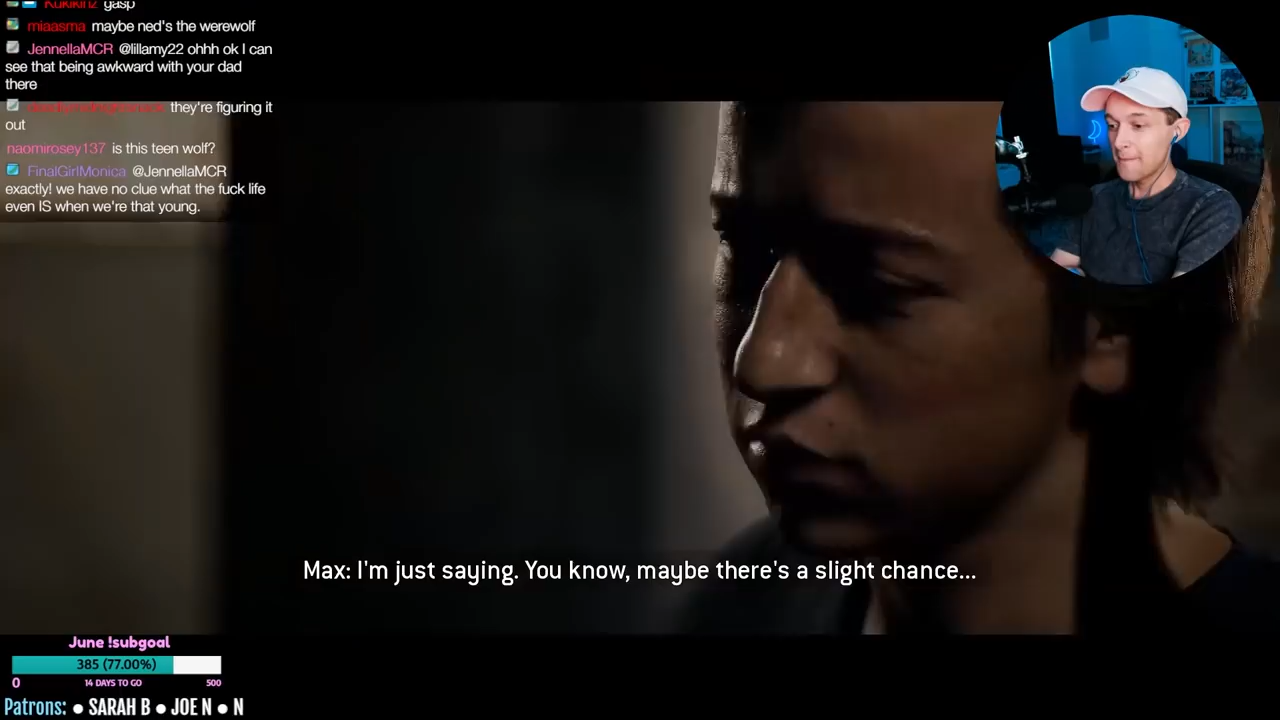 Kukikinz gasp
miaasma maybe ned's the werewolf
JennellaMCR @lillamy22 ohhh ok I can
see that being awkward with your dad
there
they're figuring it
out
naomirosey137 is this teen wolf?
FinalGirlMonica @JennellaMCR
exactly! we have no clue what the fuck life
even IS when we're that young.
Max: I'm just saying. You know, maybe there's a slight chance...
June !subgoal
385 (77.00%)
0 14 DAYS TO GO 500
Patrons: ● SARAH B ● JOE N ● N